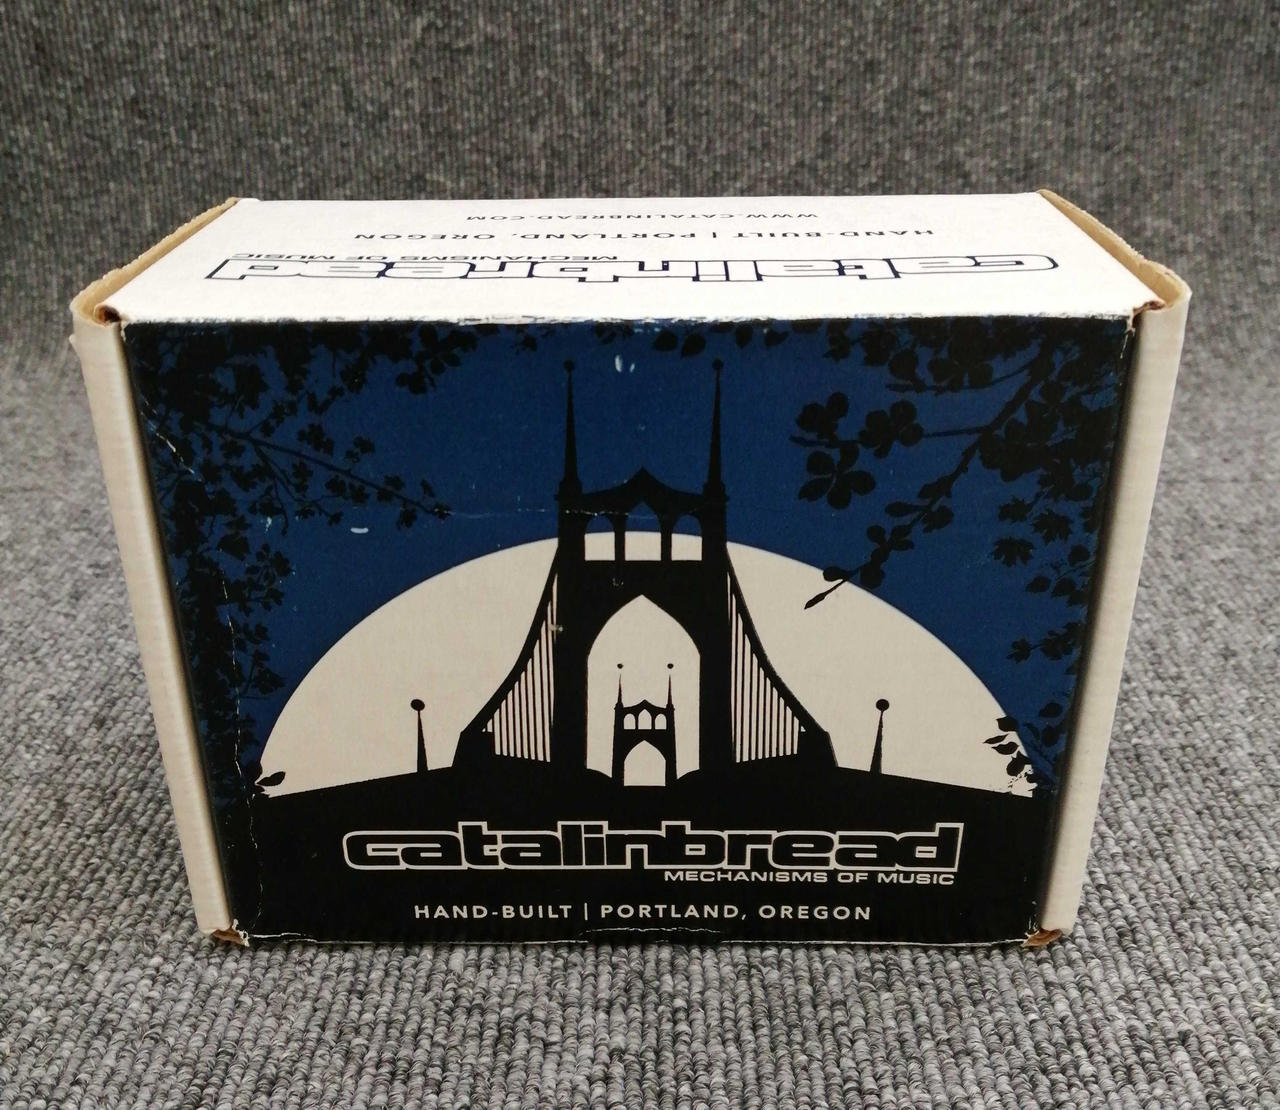 WWW.CATALINBREAD.COM
HAND-BUILT | PORTLAND, OREGON
catalinbread
MECHANISMS OF MUSIC
catalinbread
MECHANISMS OF MUSIC
HAND-BUILT | PORTLAND, OREGON